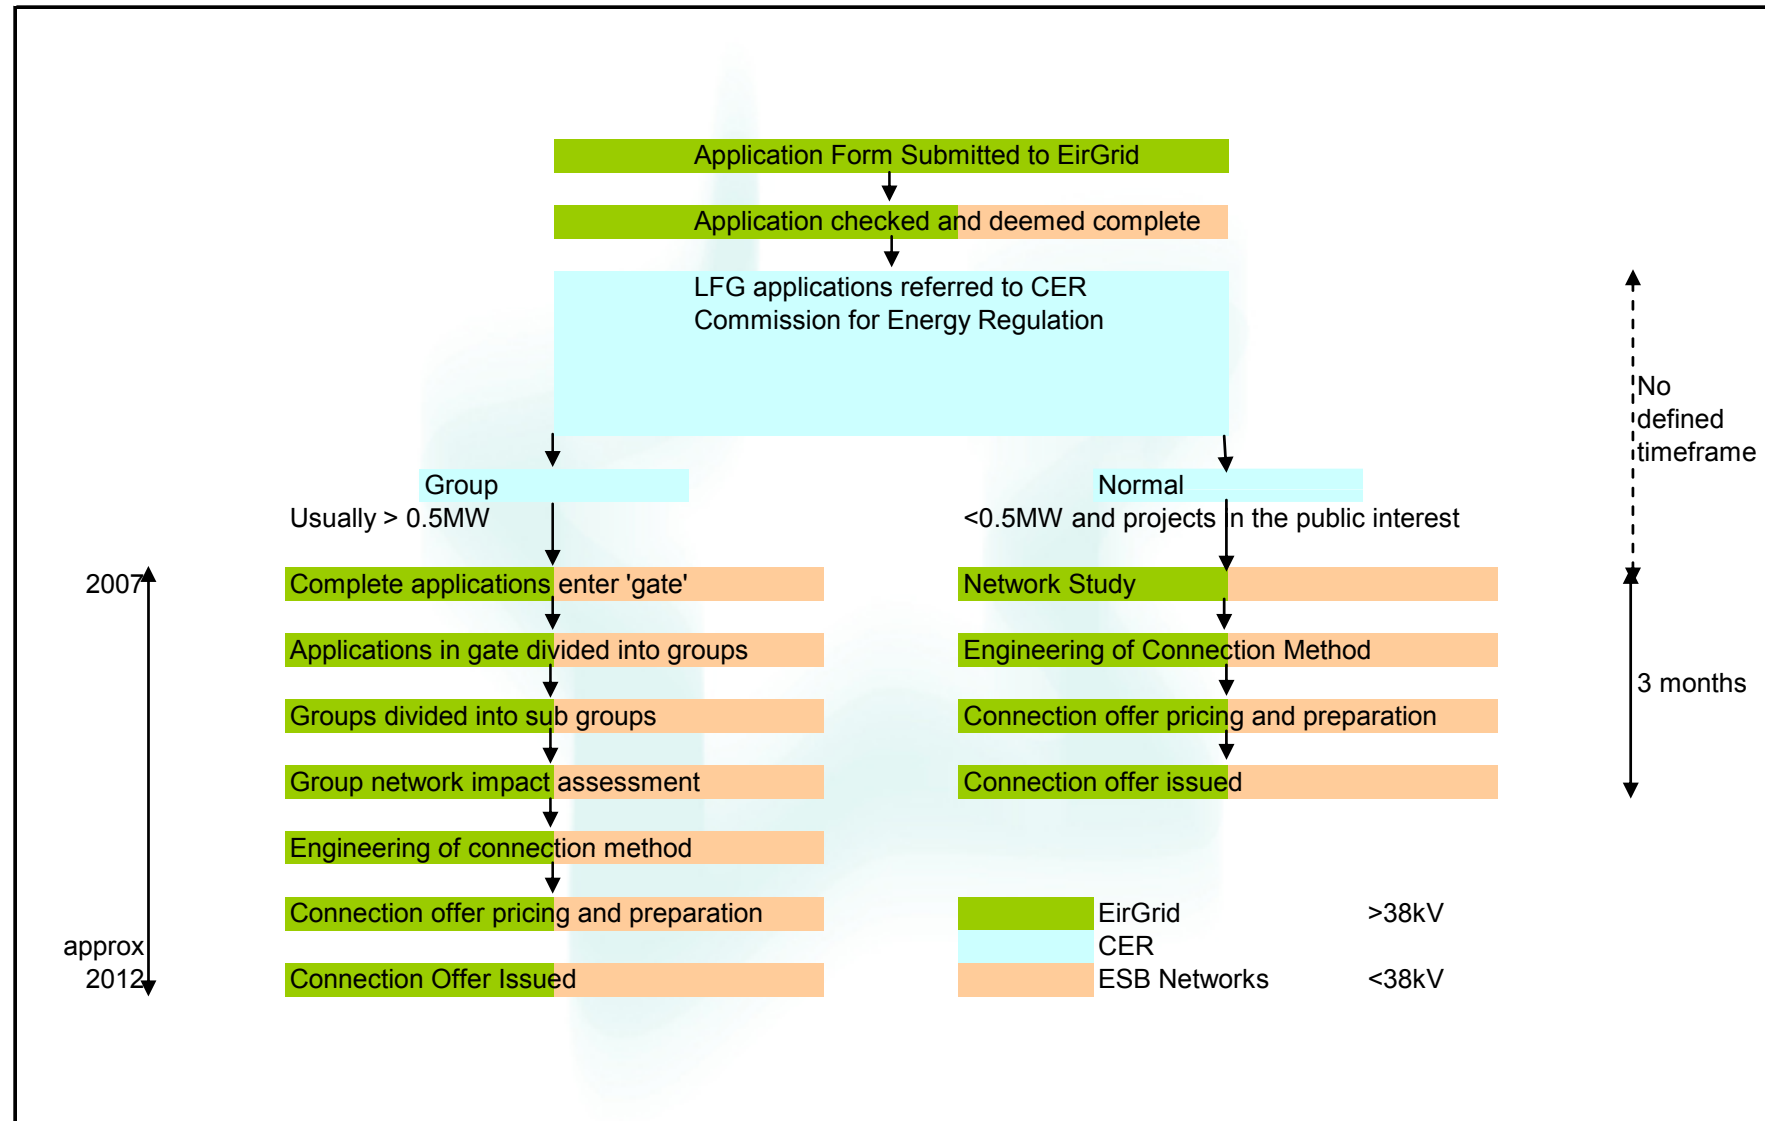 Application Form Submitted to EirGrid
Application checked and deemed complete
LFG applications referred to CER
Commission for Energy Regulation
No
defined
timeframe
Group
Normal
Usually > 0.5MW
<0.5MW and projects in the public interest
2007
Complete applications enter 'gate'
Network Study
Applications in gate divided into groups
Engineering of Connection Method
3 months
Groups divided into sub groups
Connection offer pricing and preparation
Group network impact assessment
Connection offer issued
Engineering of connection method
Connection offer pricing and preparation
EirGrid >38kV
approx
2012
CER
Connection Offer Issued
ESB Networks <38kV